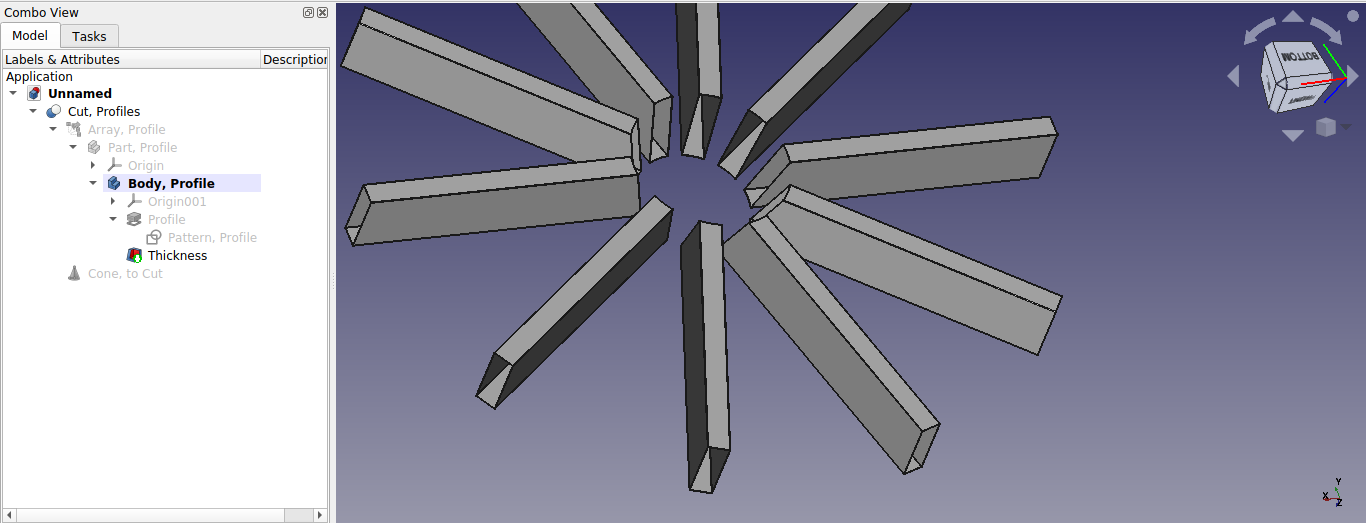 Combo View
Model
Tasks
Labels & Attributes
Description
Application
Unnamed
Cut, Profiles
Array, Profile
Part, Profile
Origin
Body, Profile
Origin001
Profile
Pattern, Profile
Thickness
Cone, to Cut
BOTTOM
Y
X
Z